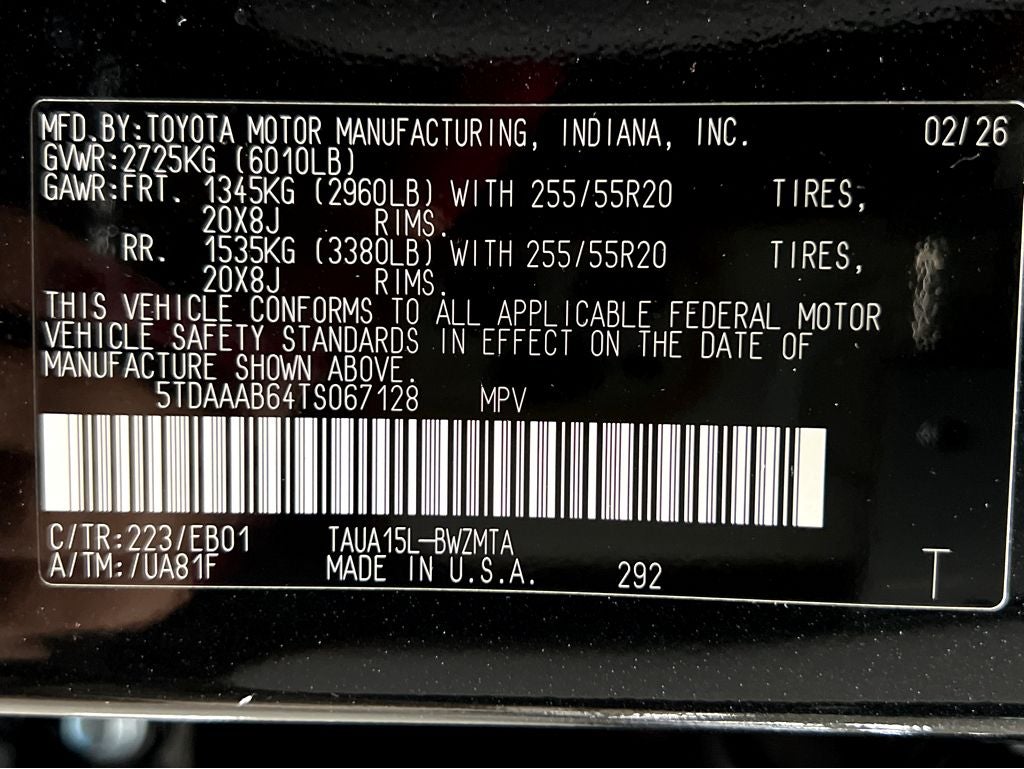 MFD.BY:TOYOTA MOTOR MANUFACTURING, INDIANA, INC. 02/26
GVWR:2725KG (6010LB)
GAWR:FRT. 1345KG (2960LB) WITH 255/55R20 TIRES,
20X8J RIMS.
RR. 1535KG (3380LB) WITH 255/55R20 TIRES,
20X8J RIMS.
THIS VEHICLE CONFORMS TO ALL APPLICABLE FEDERAL MOTOR
VEHICLE SAFETY STANDARDS IN EFFECT ON THE DATE OF
MANUFACTURE SHOWN ABOVE.
5TDAAAB64TS067128 MPV
C/TR:223/EB01 TAUA15L-BWZMTA
A/TM:/UA81F MADE IN U.S.A. 292 T